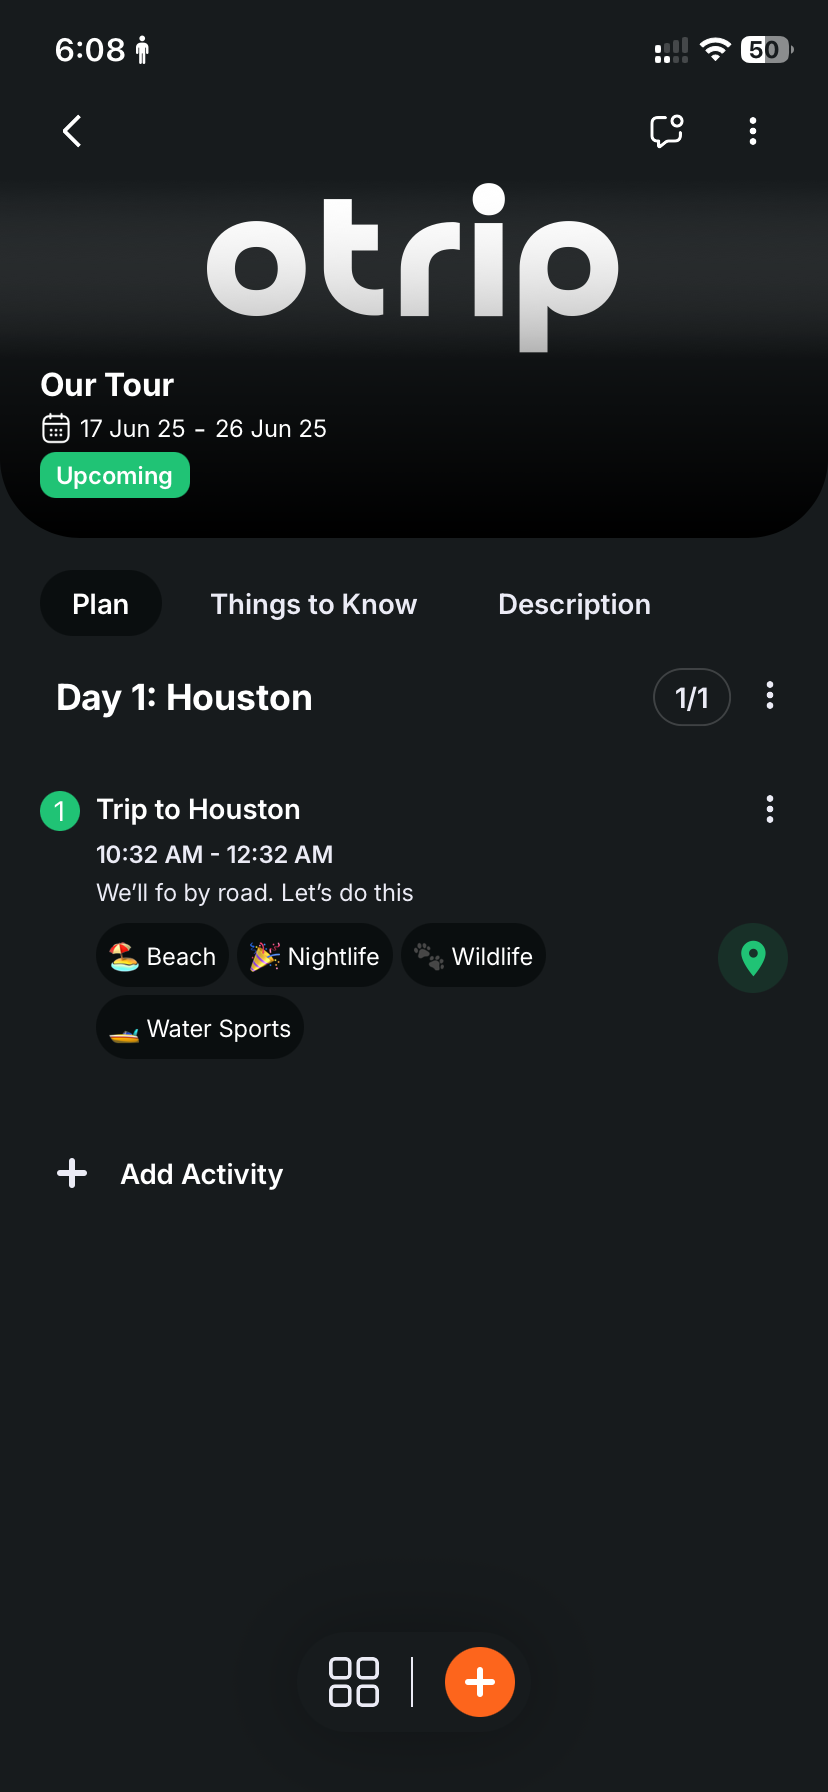 6:08
50
otrip
Our Tour
17 Jun 25 - 26 Jun 25
Upcoming
Plan
Things to Know
Description
Day 1: Houston
1/1
1
Trip to Houston
10:32 AM - 12:32 AM
We’ll fo by road. Let’s do this
Beach
Nightlife
Wildlife
Water Sports
Add Activity